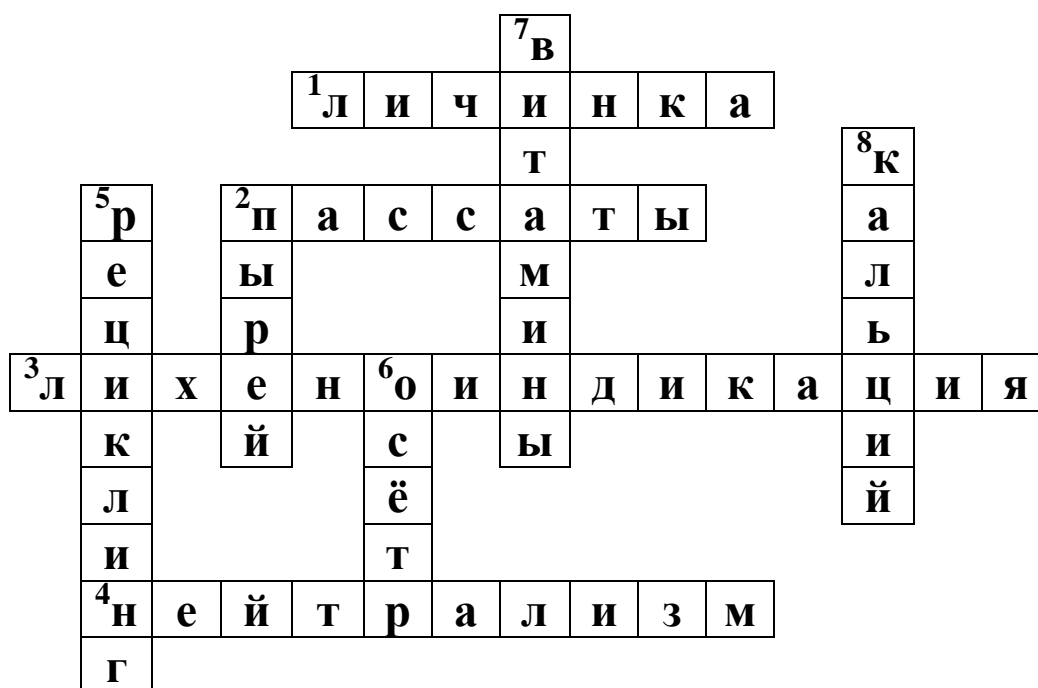 7в
1личинка
т 8к
5р 2пассаты а
е ы м л
ц р и ь
3лихен6оиндикация
к й с ы и
л ё й
и т
4нейтрализм
г